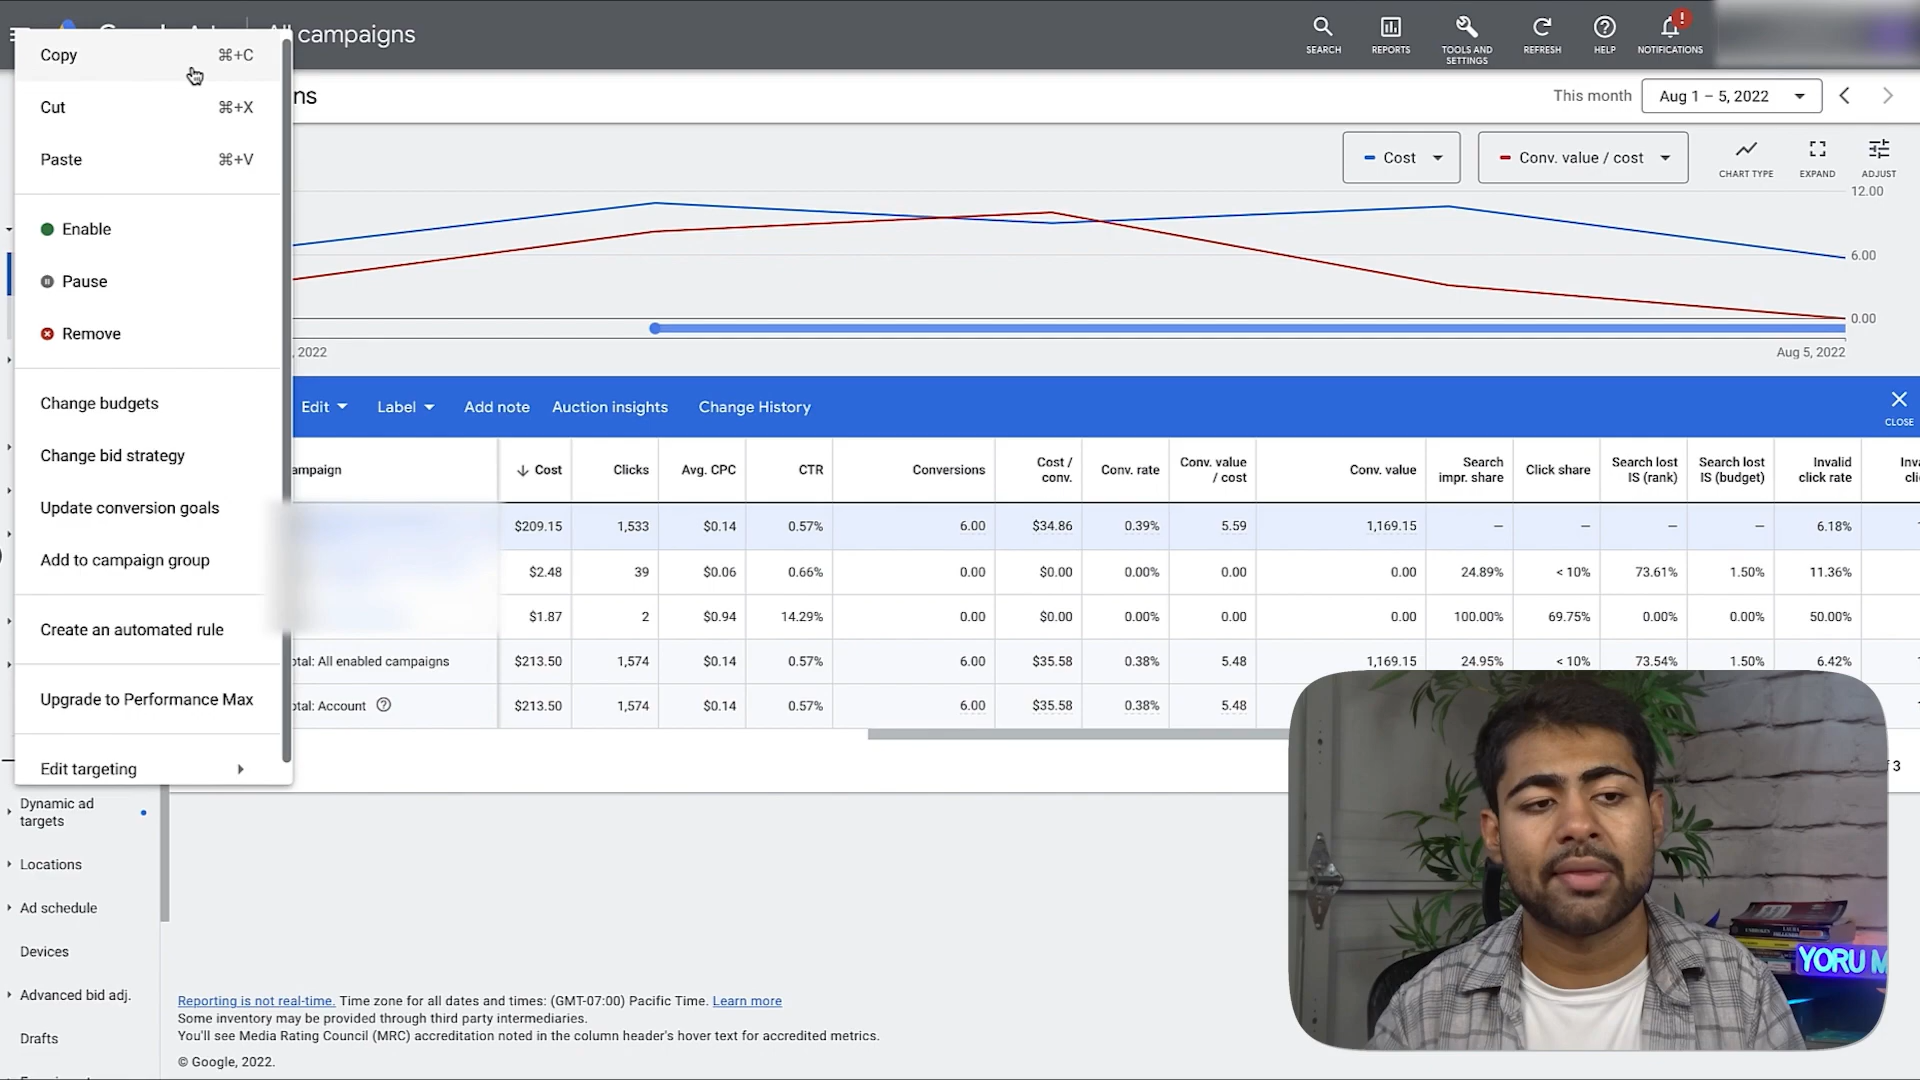 All campaigns
SEARCH
REPORTS
TOOLS AND
SETTINGS
REFRESH
HELP
!
NOTIFICATIONS
Copy ⌘+C
Cut ⌘+X
Paste ⌘+V
Enable
Pause
Remove
Change budgets
Change bid strategy
Update conversion goals
Add to campaign group
Create an automated rule
Upgrade to Performance Max
Edit targeting
ns
This month Aug 1 – 5, 2022
Cost
Conv. value / cost
CHART TYPE
EXPAND
ADJUST
12.00
6.00
0.00
, 2022
Aug 5, 2022
Edit Label Add note Auction insights Change History
CLOSE
ampaign
Cost
Clicks
Avg. CPC
CTR
Conversions
Cost /
conv.
Conv. rate
Conv. value
/ cost
Conv. value
Search
impr. share
Click share
Search lost
IS (rank)
Search lost
IS (budget)
Invalid
click rate
Inv
clic
$209.15 1,533 $0.14 0.57% 6.00 $34.86 0.39% 5.59 1,169.15 — — — — 6.18%
$2.48 39 $0.06 0.66% 0.00 $0.00 0.00% 0.00 0.00 24.89% < 10% 73.61% 1.50% 11.36%
$1.87 2 $0.94 14.29% 0.00 $0.00 0.00% 0.00 0.00 100.00% 69.75% 0.00% 0.00% 50.00%
otal: All enabled campaigns $213.50 1,574 $0.14 0.57% 6.00 $35.58 0.38% 5.48 1,169.15 24.95% < 10% 73.54% 1.50% 6.42%
otal: Account $213.50 1,574 $0.14 0.57% 6.00 $35.58 0.38% 5.48
f 3
Dynamic ad
targets
Locations
Ad schedule
Devices
Advanced bid adj.
Drafts
Reporting is not real-time. Time zone for all dates and times: (GMT-07:00) Pacific Time. Learn more
Some inventory may be provided through third party intermediaries.
You'll see Media Rating Council (MRC) accreditation noted in the column header's hover text for accredited metrics.
© Google, 2022.
YORU M